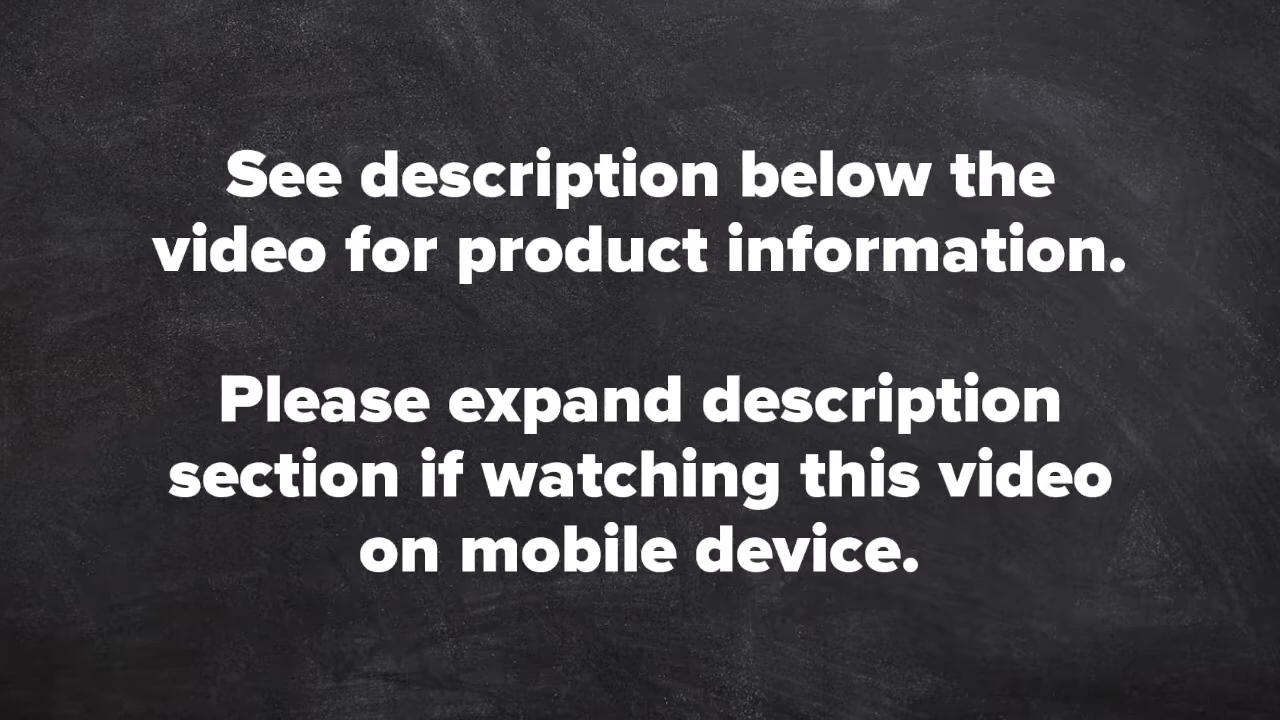 See description below the
video for product information.
Please expand description
section if watching this video
on mobile device.